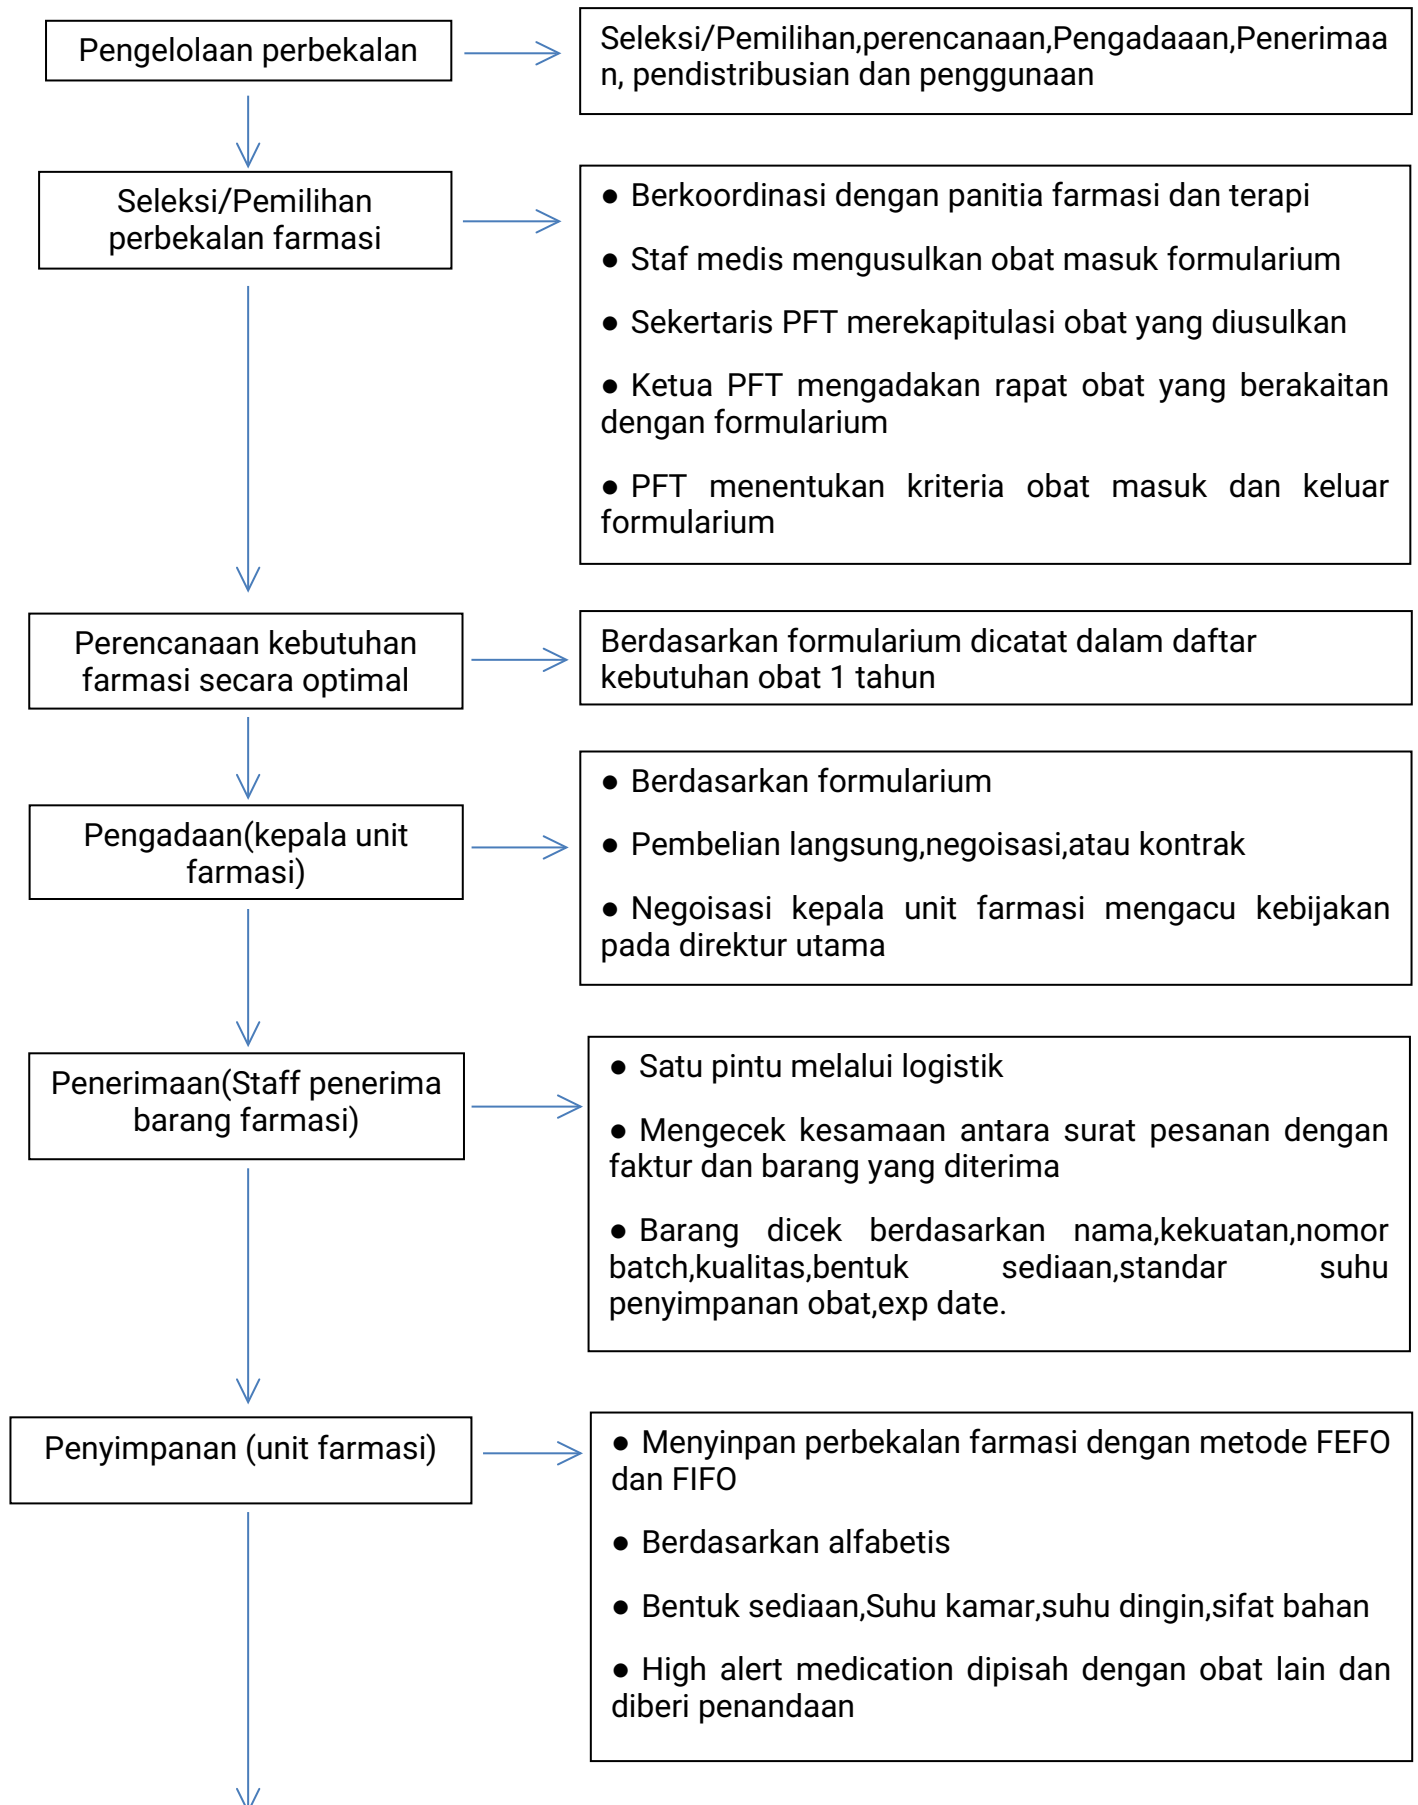 Pengelolaan perbekalan
Seleksi/Pemilihan,perencanaan,Pengadaaan,Penerimaa
n, pendistribusian dan penggunaan
Seleksi/Pemilihan
perbekalan farmasi
● Berkoordinasi dengan panitia farmasi dan terapi
● Staf medis mengusulkan obat masuk formularium
● Sekertaris PFT merekapitulasi obat yang diusulkan
● Ketua PFT mengadakan rapat obat yang berakaitan
dengan formularium
● PFT menentukan kriteria obat masuk dan keluar
formularium
Perencanaan kebutuhan
farmasi secara optimal
Berdasarkan formularium dicatat dalam daftar
kebutuhan obat 1 tahun
Pengadaan(kepala unit
farmasi)
● Berdasarkan formularium
● Pembelian langsung,negoisasi,atau kontrak
● Negoisasi kepala unit farmasi mengacu kebijakan
pada direktur utama
Penerimaan(Staff penerima
barang farmasi)
● Satu pintu melalui logistik
● Mengecek kesamaan antara surat pesanan dengan
faktur dan barang yang diterima
● Barang dicek berdasarkan nama,kekuatan,nomor
batch,kualitas,bentuk sediaan,standar suhu
penyimpanan obat,exp date.
Penyimpanan (unit farmasi)
● Menyinpan perbekalan farmasi dengan metode FEFO
dan FIFO
● Berdasarkan alfabetis
● Bentuk sediaan,Suhu kamar,suhu dingin,sifat bahan
● High alert medication dipisah dengan obat lain dan
diberi penandaan